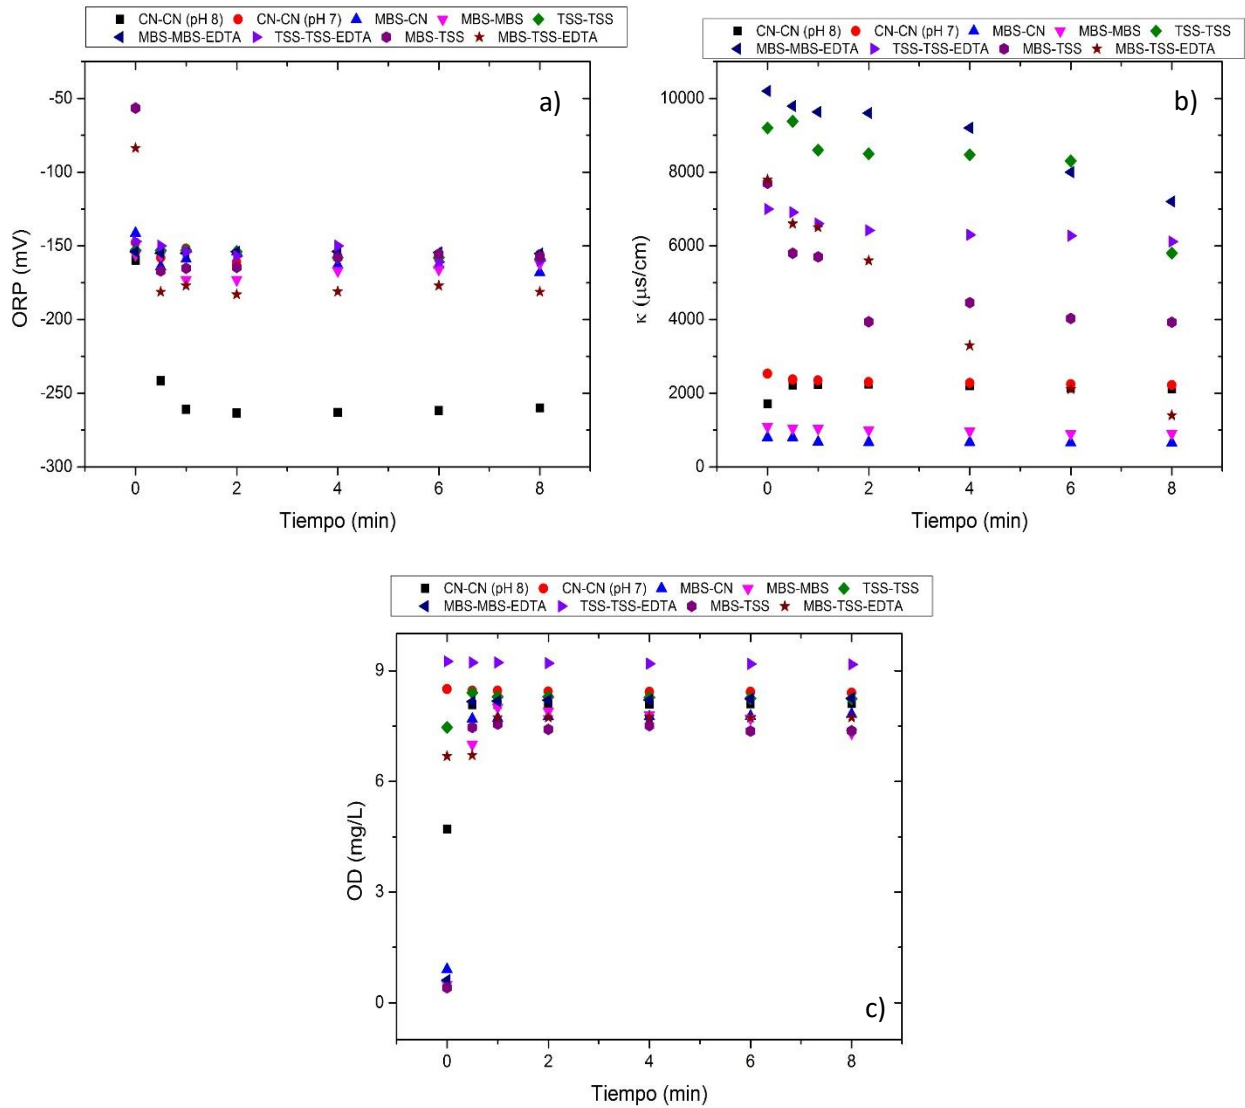 CN-CN (pH 8) CN-CN (pH 7) MBS-CN MBS-MBS TSS-TSS
MBS-MBS-EDTA TSS-TSS-EDTA MBS-TSS MBS-TSS-EDTA
a)
-50
-100
-150
-200
-250
-300
ORP (mV)
0 2 4 6 8
Tiempo (min)
CN-CN (pH 8) CN-CN (pH 7) MBS-CN MBS-MBS TSS-TSS
MBS-MBS-EDTA TSS-TSS-EDTA MBS-TSS MBS-TSS-EDTA
b)
10000
8000
6000
4000
2000
0
κ (μs/cm)
0 2 4 6 8
Tiempo (min)
CN-CN (pH 8) CN-CN (pH 7) MBS-CN MBS-MBS TSS-TSS
MBS-MBS-EDTA TSS-TSS-EDTA MBS-TSS MBS-TSS-EDTA
9
6
3
0
OD (mg/L)
c)
0 2 4 6 8
Tiempo (min)